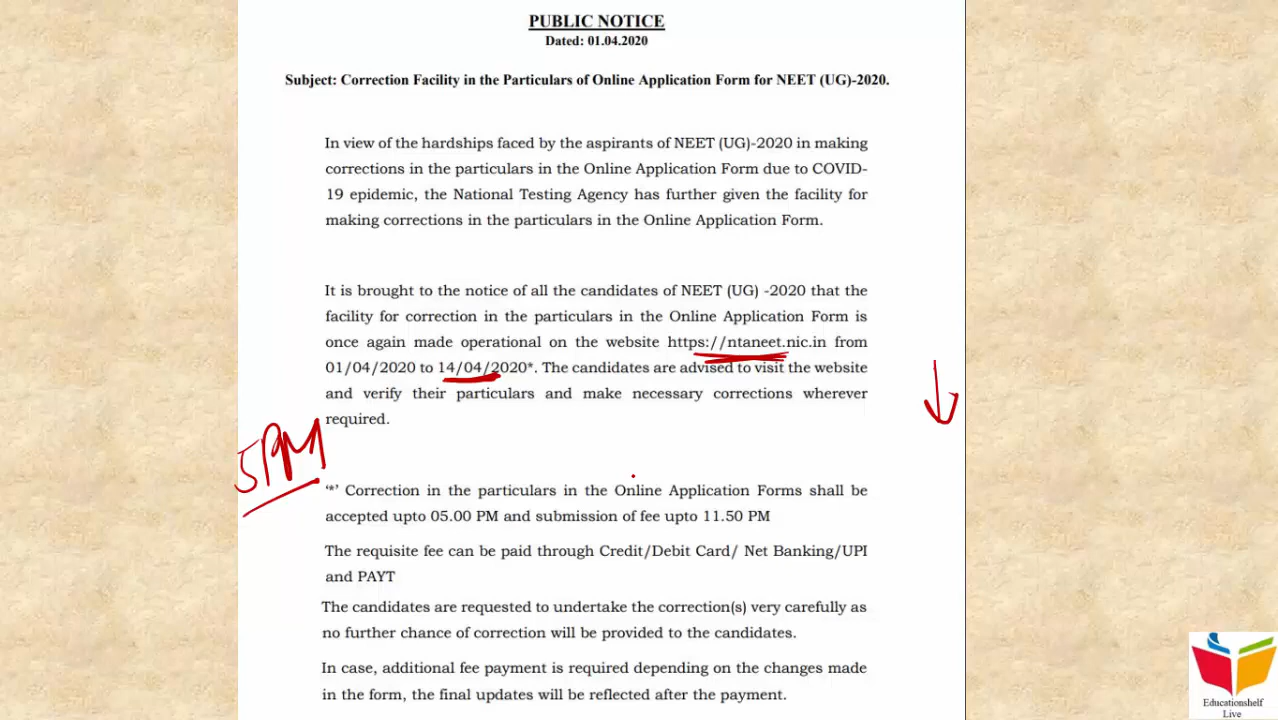 PUBLIC NOTICE
Dated: 01.04.2020
Subject: Correction Facility in the Particulars of Online Application Form for NEET (UG)-2020.
In view of the hardships faced by the aspirants of NEET (UG)-2020 in making
corrections in the particulars in the Online Application Form due to COVID-
19 epidemic, the National Testing Agency has further given the facility for
making corrections in the particulars in the Online Application Form.
It is brought to the notice of all the candidates of NEET (UG) -2020 that the
facility for correction in the particulars in the Online Application Form is
once again made operational on the website https://ntaneet.nic.in from
01/04/2020 to 14/04/2020*. The candidates are advised to visit the website
and verify their particulars and make necessary corrections wherever
required.
5PM
‘*’ Correction in the particulars in the Online Application Forms shall be
accepted upto 05.00 PM and submission of fee upto 11.50 PM
The requisite fee can be paid through Credit/Debit Card/ Net Banking/UPI
and PAYT
The candidates are requested to undertake the correction(s) very carefully as
no further chance of correction will be provided to the candidates.
In case, additional fee payment is required depending on the changes made
in the form, the final updates will be reflected after the payment.
Educationshelf
Live